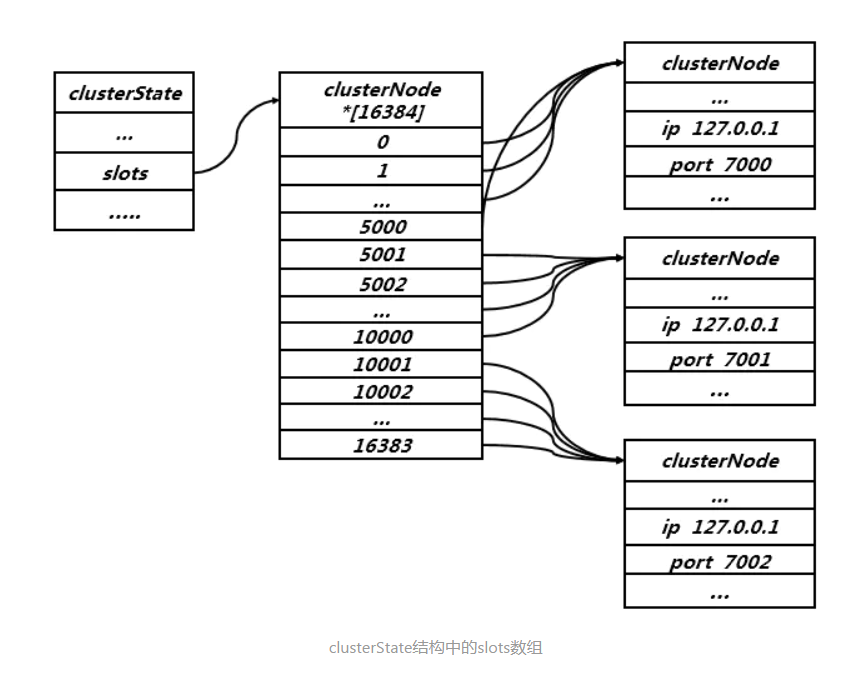 clusterState
...
slots
.....
clusterNode
*[16384]
0
1
...
5000
5001
5002
...
10000
10001
10002
...
16383
clusterNode
...
ip 127.0.0.1
port 7000
...
clusterNode
...
ip 127.0.0.1
port 7001
...
clusterNode
...
ip 127.0.0.1
port 7002
...
clusterState结构中的slots数组